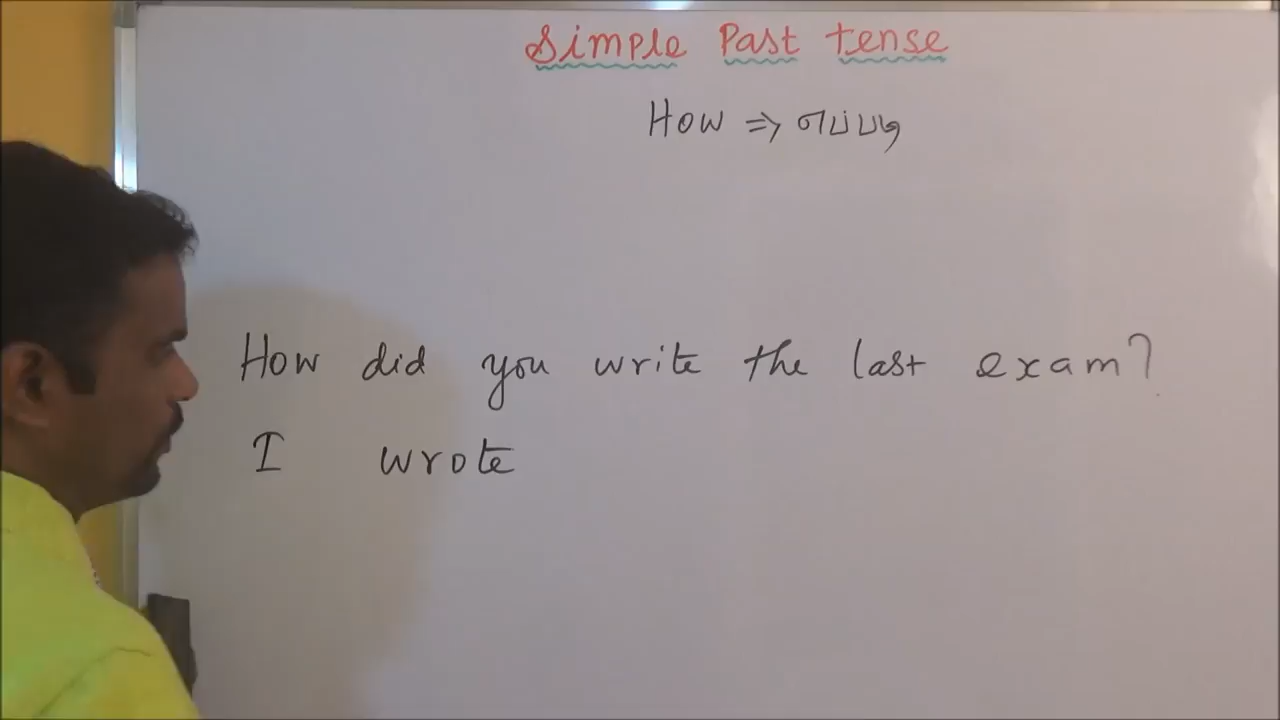 Simple Past tense
How ⇒ எப்படி
How did you write the last exam?
I wrote